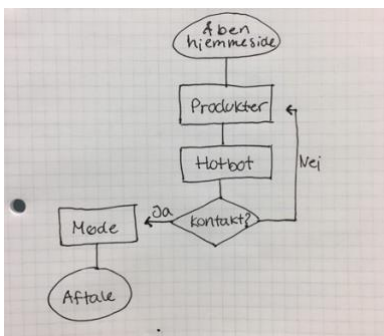 Åben
hjemmeside
Produkter
Hotbot
Nej
Kontakt?
Ja
Møde
Aftale